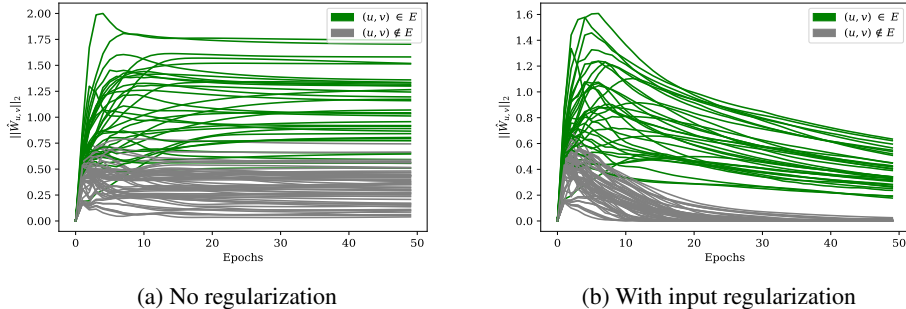 2.00
1.75
1.50
1.25
1.00
0.75
0.50
0.25
0.00
||Ŵ_{u,v}||_2
(u, v) ∈ E
(u, v) ∉ E
0 10 20 30 40 50
Epochs
(a) No regularization
1.6
1.4
1.2
1.0
0.8
0.6
0.4
0.2
0.0
||Ŵ_{u,v}||_2
(u, v) ∈ E
(u, v) ∉ E
0 10 20 30 40 50
Epochs
(b) With input regularization